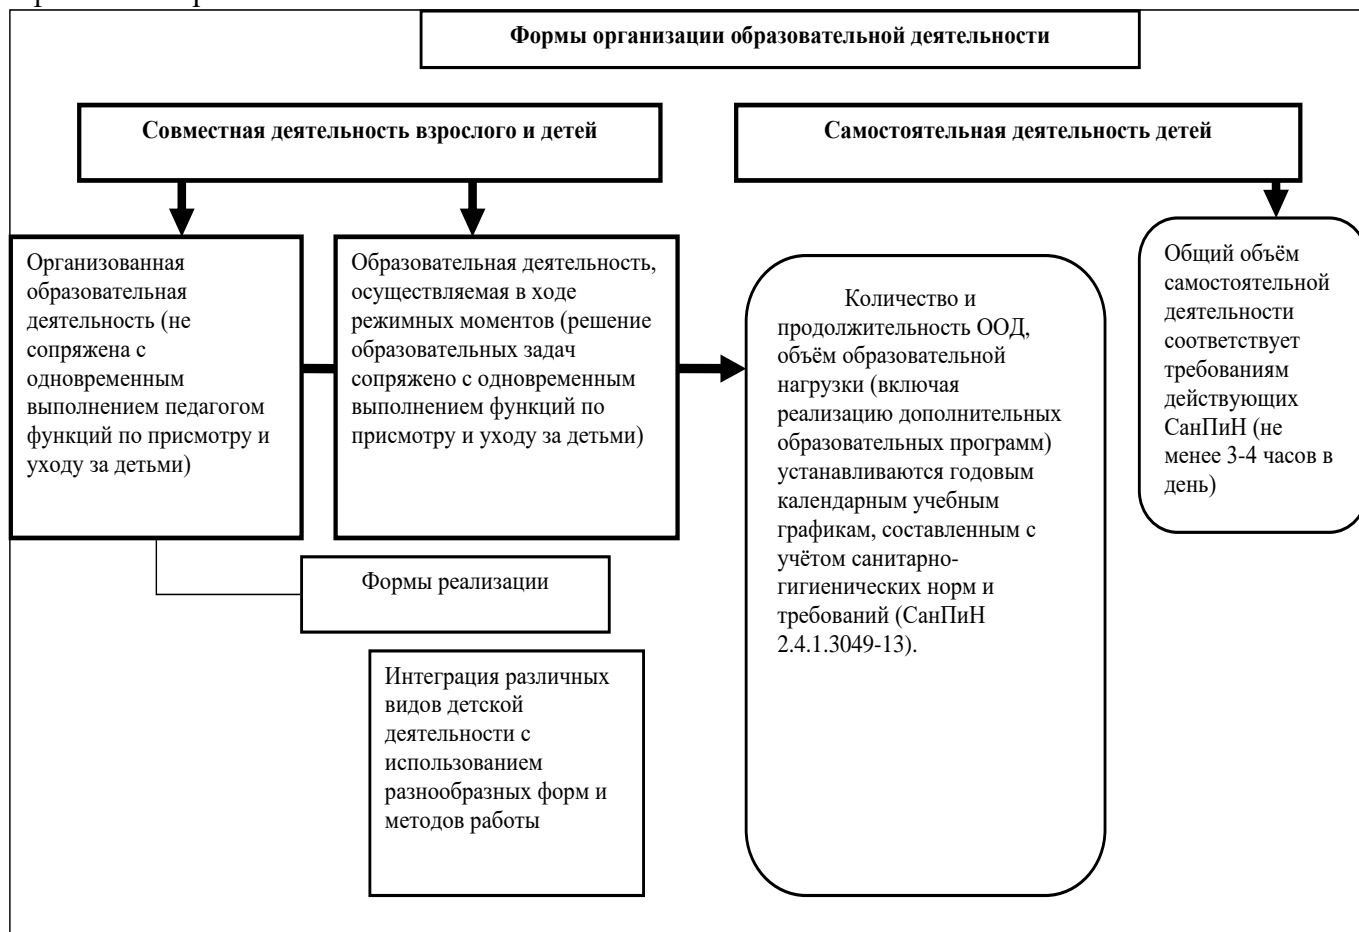 Формы организации образовательной деятельности
Совместная деятельность взрослого и детей
Самостоятельная деятельность детей
Организованная
образовательная
деятельность (не
сопряжена с
одновременным
выполнением педагогом
функций по присмотру и
уходу за детьми)
Образовательная деятельность,
осуществляемая в ходе
режимных моментов (решение
образовательных задач
сопряжено с одновременным
выполнением функций по
присмотру и уходу за детьми)
Количество и
продолжительность ООД,
объём образовательной
нагрузки (включая
реализацию дополнительных
образовательных программ)
устанавливаются годовым
календарным учебным
графикам, составленным с
учётом санитарно-
гигиенических норм и
требований (СанПиН
2.4.1.3049-13).
Общий объём
самостоятельной
деятельности
соответствует
требованиям
действующих
СанПиН (не
менее 3-4 часов в
день)
Формы реализации
Интеграция различных
видов детской
деятельности с
использованием
разнообразных форм и
методов работы